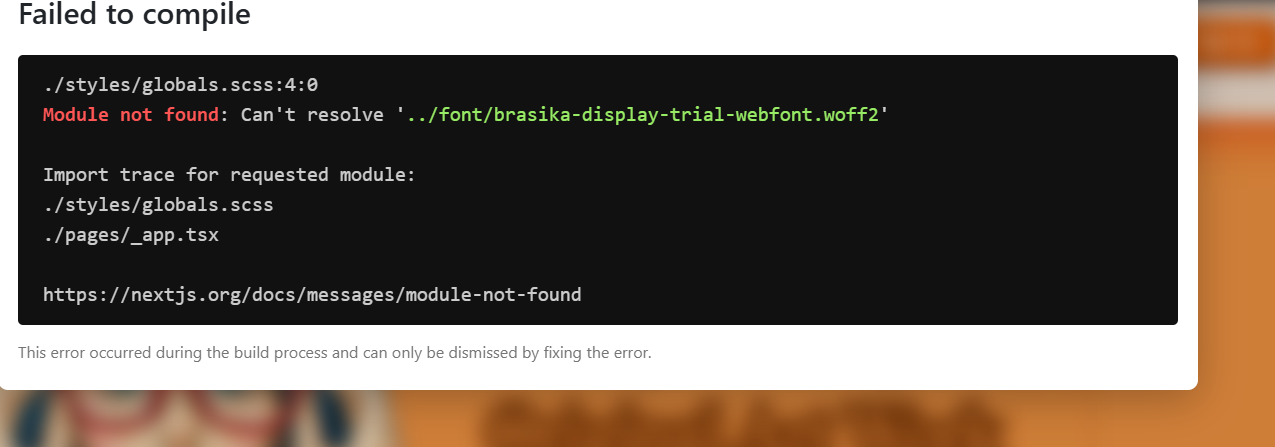 Failed to compile
./styles/globals.scss:4:0
Module not found: Can't resolve '../font/brasika-display-trial-webfont.woff2'
Import trace for requested module:
./styles/globals.scss
./pages/_app.tsx
https://nextjs.org/docs/messages/module-not-found
This error occurred during the build process and can only be dismissed by fixing the error.